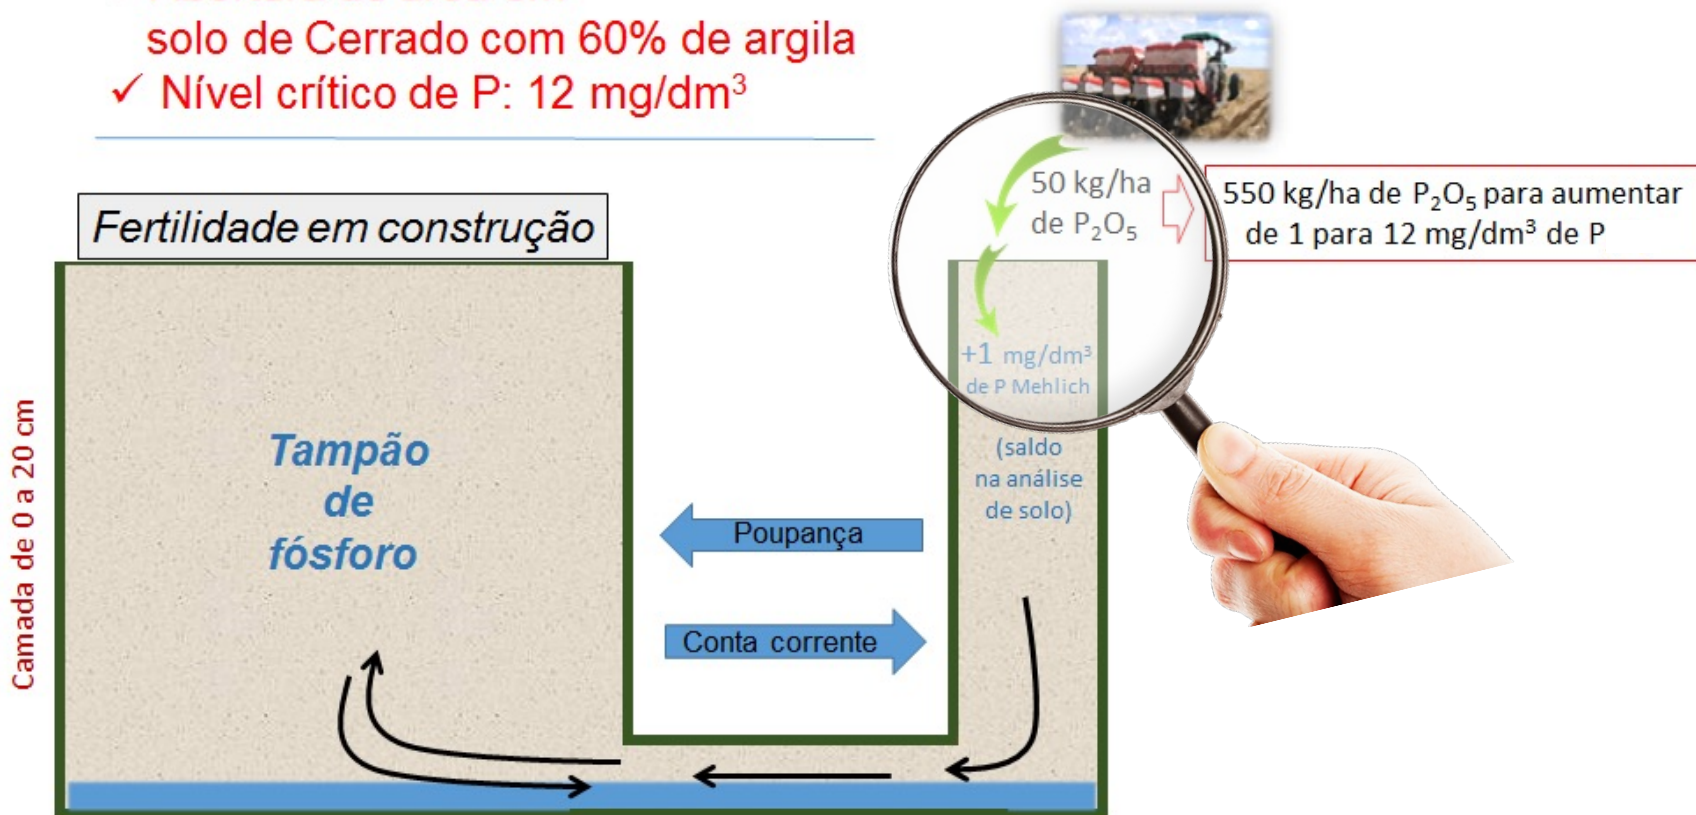 solo de Cerrado com 60% de argila
✓ Nível crítico de P: 12 mg/dm³
Fertilidade em construção
50 kg/ha
de P₂O₅
550 kg/ha de P₂O₅ para aumentar
de 1 para 12 mg/dm³ de P
+1 mg/dm³
de P Mehlich
(saldo
na análise
de solo)
Camada de 0 a 20 cm
Tampão
de
fósforo
Poupança
Conta corrente